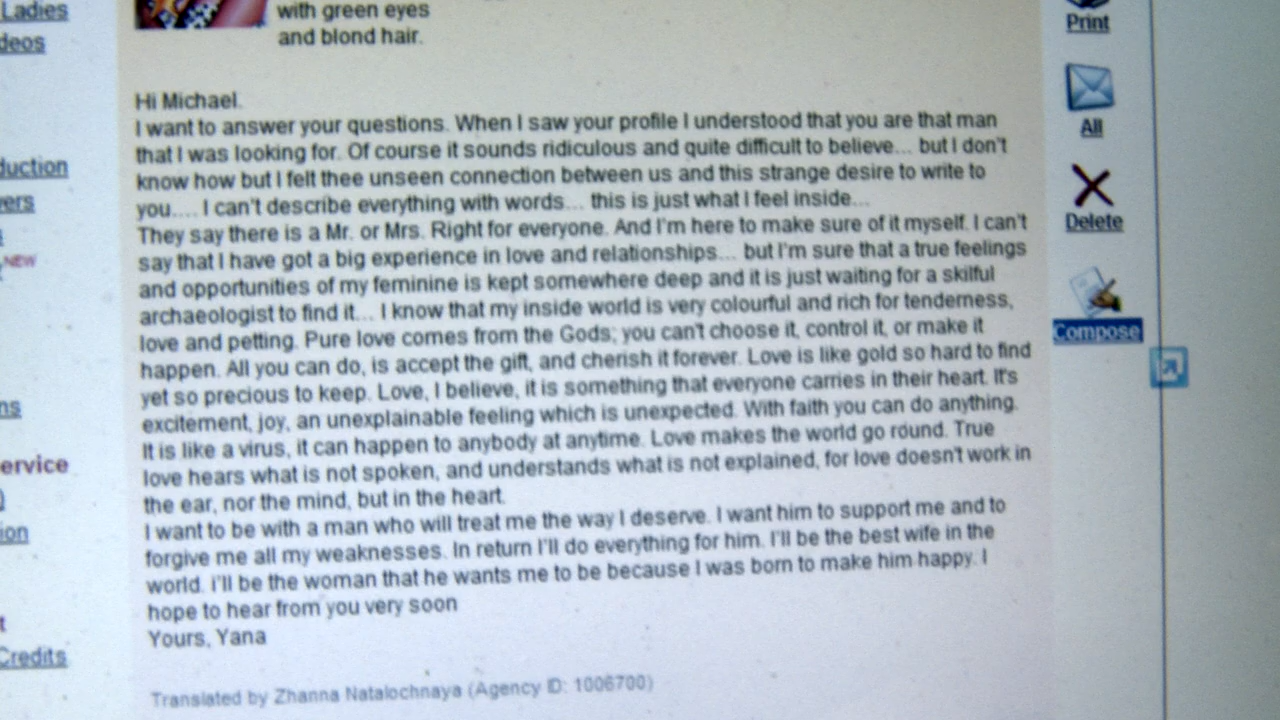 Ladies
deos
duction
vers
NEW
ns
ervice
ion
t
Credits
with green eyes
and blond hair.
Hi Michael.
I want to answer your questions. When I saw your profile I understood that you are that man
that I was looking for. Of course it sounds ridiculous and quite difficult to believe... but I don't
know how but I felt thee unseen connection between us and this strange desire to write to
you.... I can't describe everything with words... this is just what I feel inside...
They say there is a Mr. or Mrs. Right for everyone. And I'm here to make sure of it myself. I can't
say that I have got a big experience in love and relationships... but I'm sure that a true feelings
and opportunities of my feminine is kept somewhere deep and it is just waiting for a skilful
archaeologist to find it... I know that my inside world is very colourful and rich for tenderness,
love and petting. Pure love comes from the Gods; you can't choose it, control it, or make it
happen. All you can do, is accept the gift, and cherish it forever. Love is like gold so hard to find
yet so precious to keep. Love, I believe, it is something that everyone carries in their heart. It's
excitement, joy, an unexplainable feeling which is unexpected. With faith you can do anything.
It is like a virus, it can happen to anybody at anytime. Love makes the world go round. True
love hears what is not spoken, and understands what is not explained, for love doesn't work in
the ear, nor the mind, but in the heart.
I want to be with a man who will treat me the way I deserve. I want him to support me and to
forgive me all my weaknesses. In return I'll do everything for him. I'll be the best wife in the
world. i'll be the woman that he wants me to be because I was born to make him happy. I
hope to hear from you very soon
Yours, Yana
Translated by Zhanna Natalochnaya (Agency ID: 1006700)
Print
All
Delete
Compose